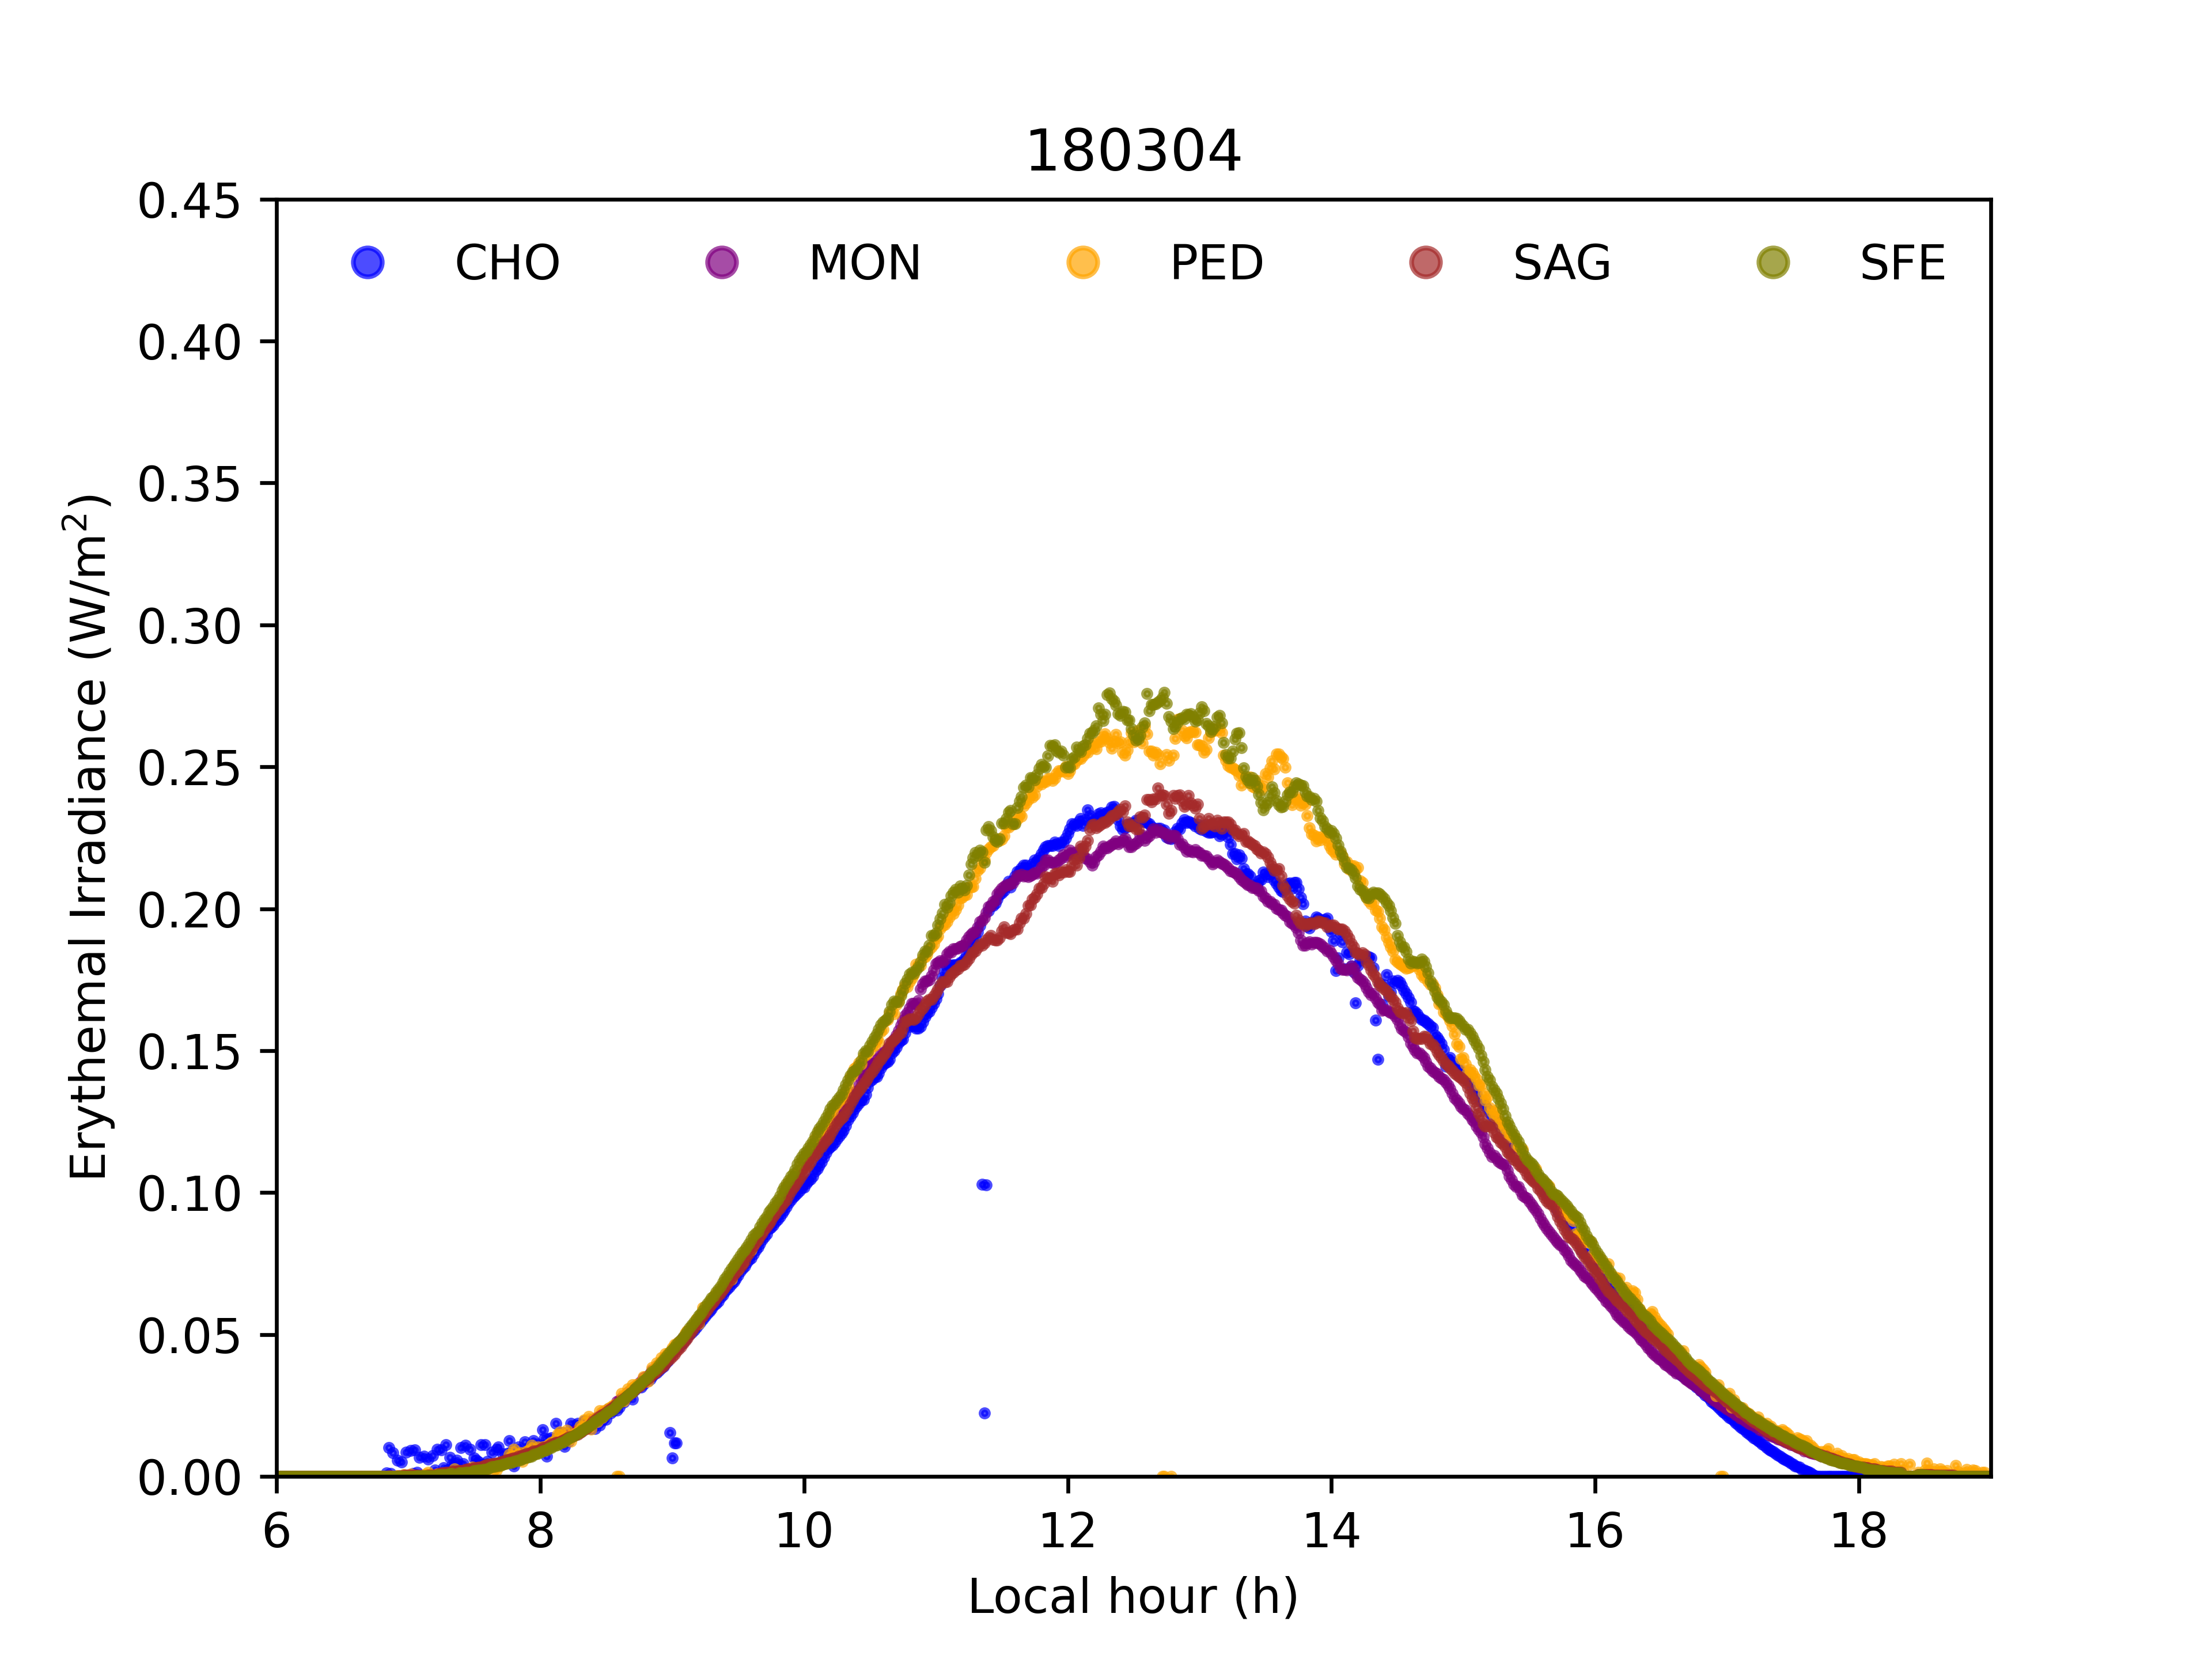 180304
CHO MON PED SAG SFE
0.45
0.40
0.35
0.30
0.25
0.20
0.15
0.10
0.05
0.00
Erythemal Irradiance (W/m²)
6 8 10 12 14 16 18
Local hour (h)